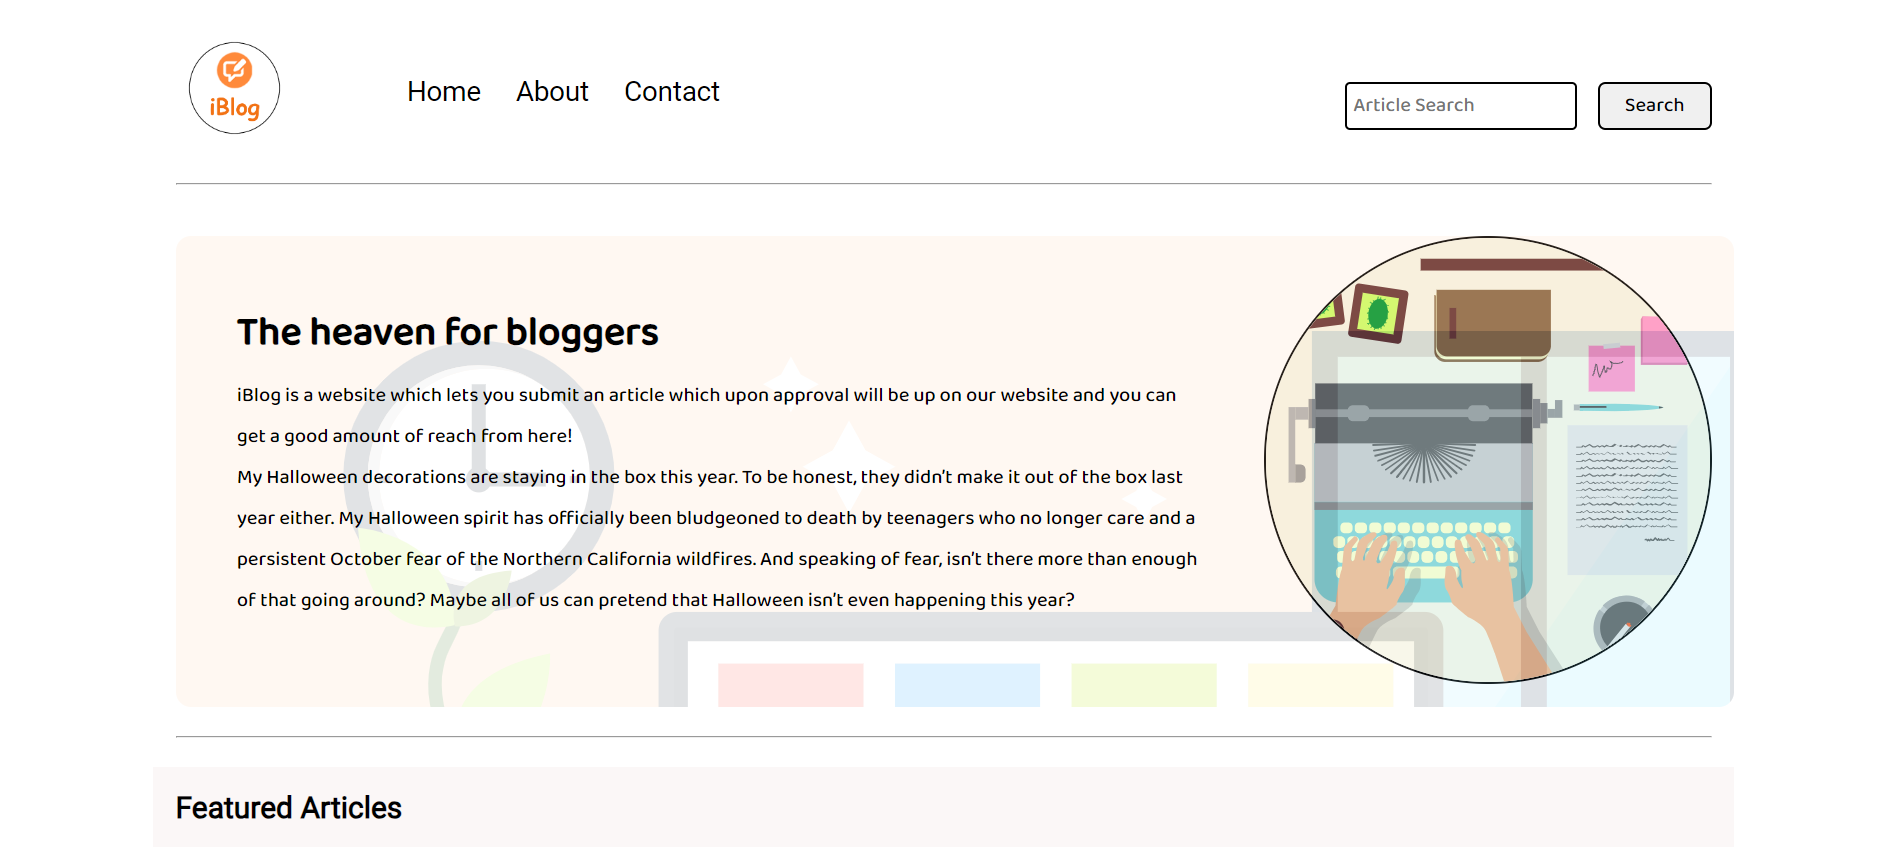 iBlog
Home About Contact
Article Search Search
The heaven for bloggers
iBlog is a website which lets you submit an article which upon approval will be up on our website and you can
get a good amount of reach from here!
My Halloween decorations are staying in the box this year. To be honest, they didn't make it out of the box last
year either. My Halloween spirit has officially been bludgeoned to death by teenagers who no longer care and a
persistent October fear of the Northern California wildfires. And speaking of fear, isn't there more than enough
of that going around? Maybe all of us can pretend that Halloween isn't even happening this year?
Featured Articles